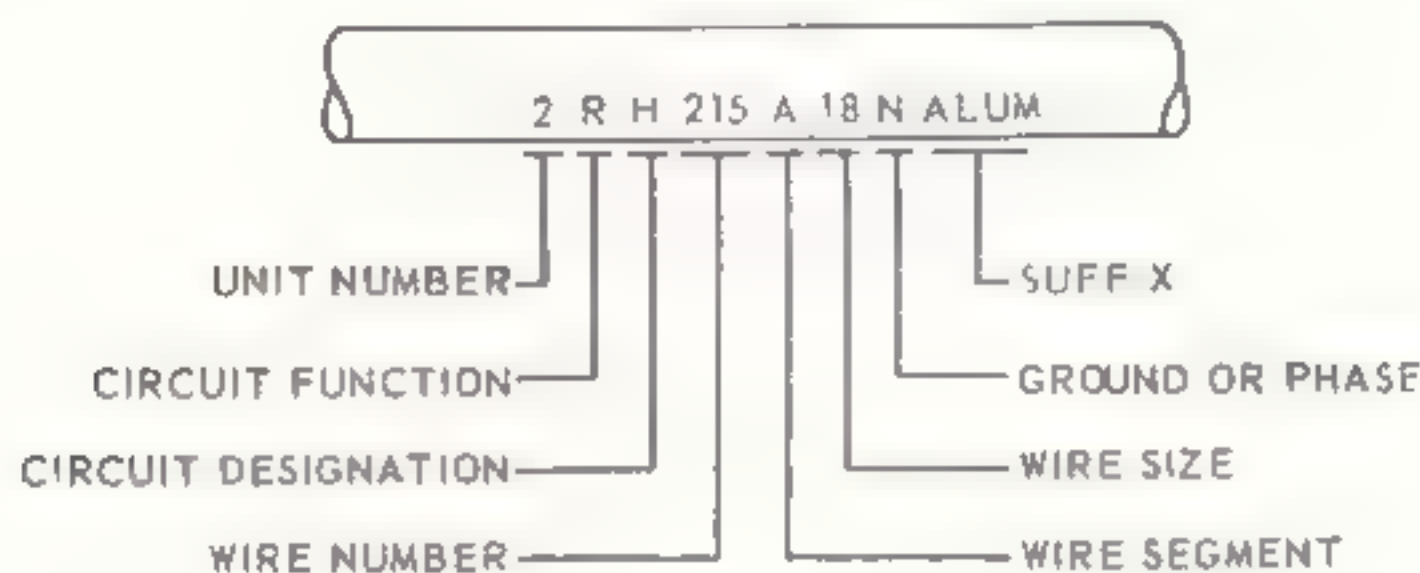 2 R H 215 A 18 N ALUM
UNIT NUMBER
SUFF X
CIRCUIT FUNCTION
GROUND OR PHASE
CIRCUIT DESIGNATION
WIRE SIZE
WIRE NUMBER
WIRE SEGMENT